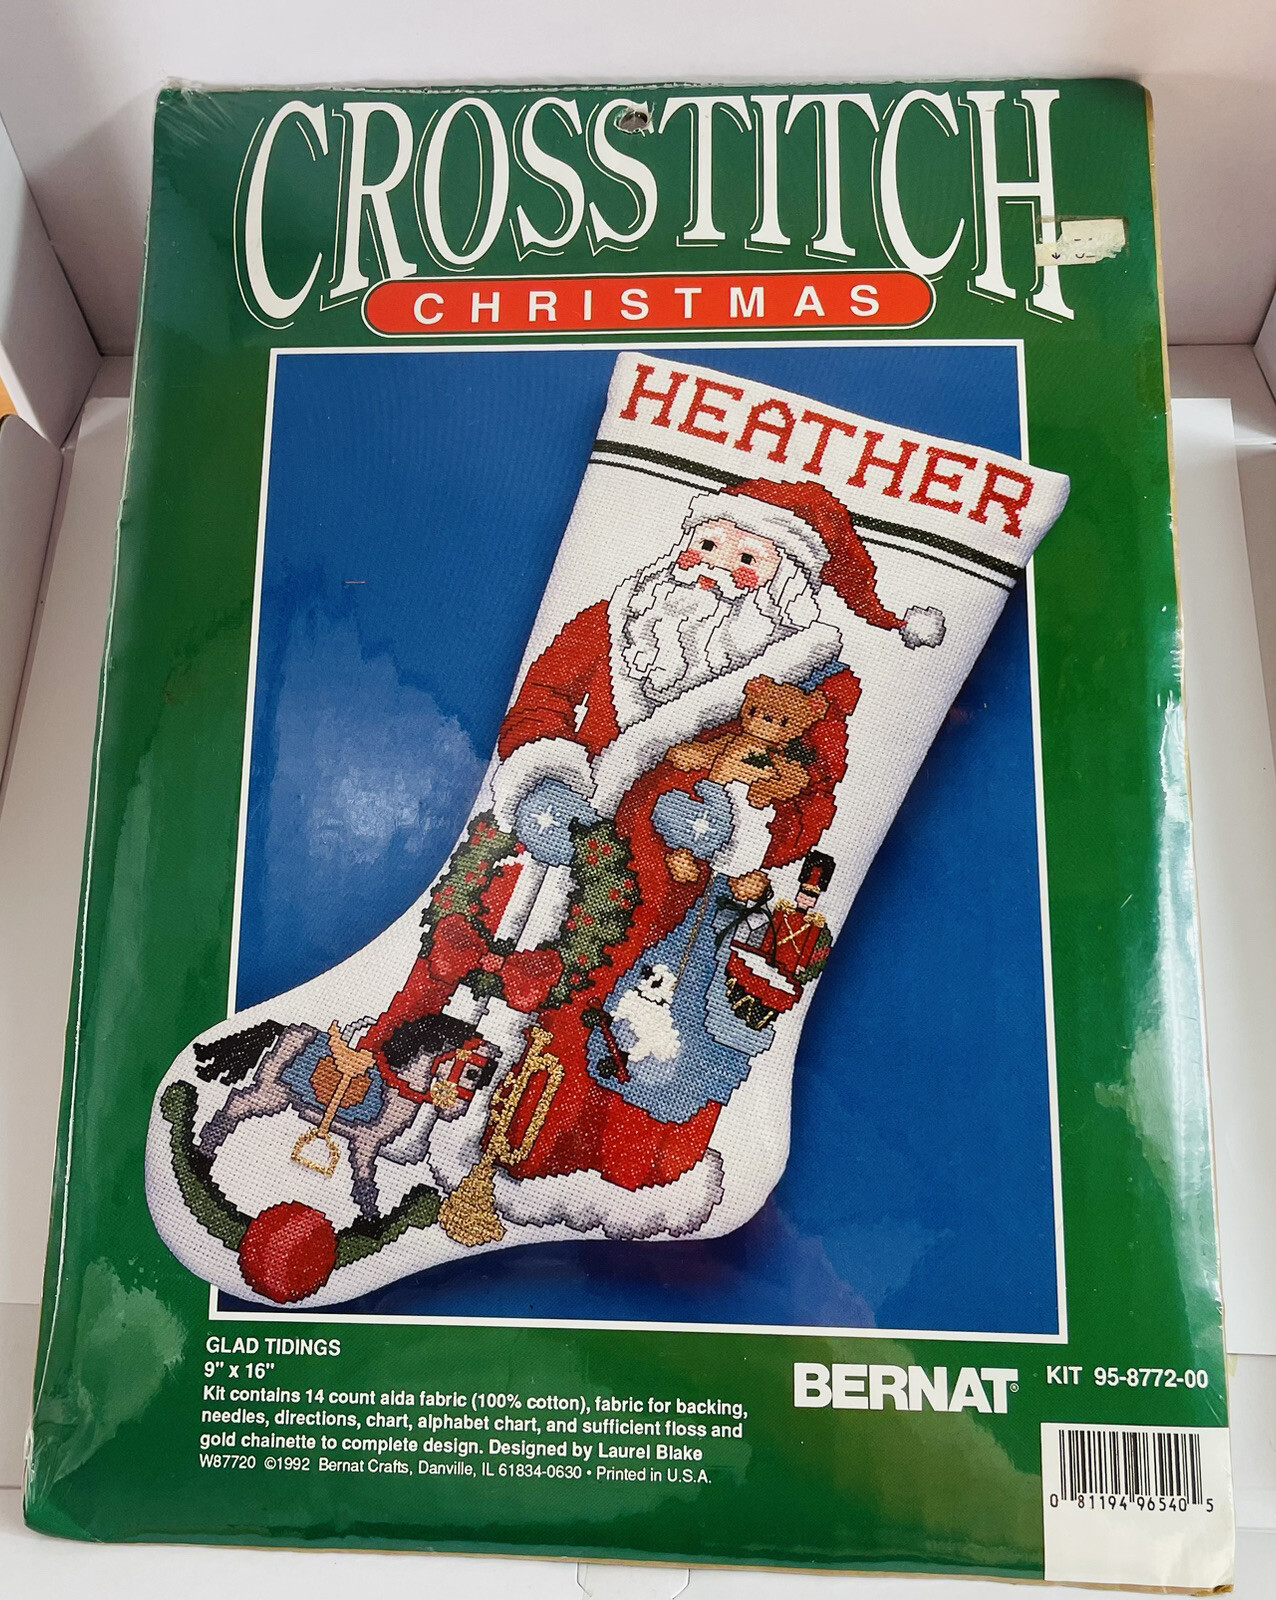 CROSSTITCH
CHRISTMAS
HEATHER
GLAD TIDINGS
9" x 16"
Kit contains 14 count aida fabric (100% cotton), fabric for backing,
needles, directions, chart, alphabet chart, and sufficient floss and
gold chainette to complete design. Designed by Laurel Blake
W87720 ©1992 Bernat Crafts, Danville, IL 61834-0630 • Printed in U.S.A.
BERNAT®
KIT 95-8772-00
0 81194 96540 5